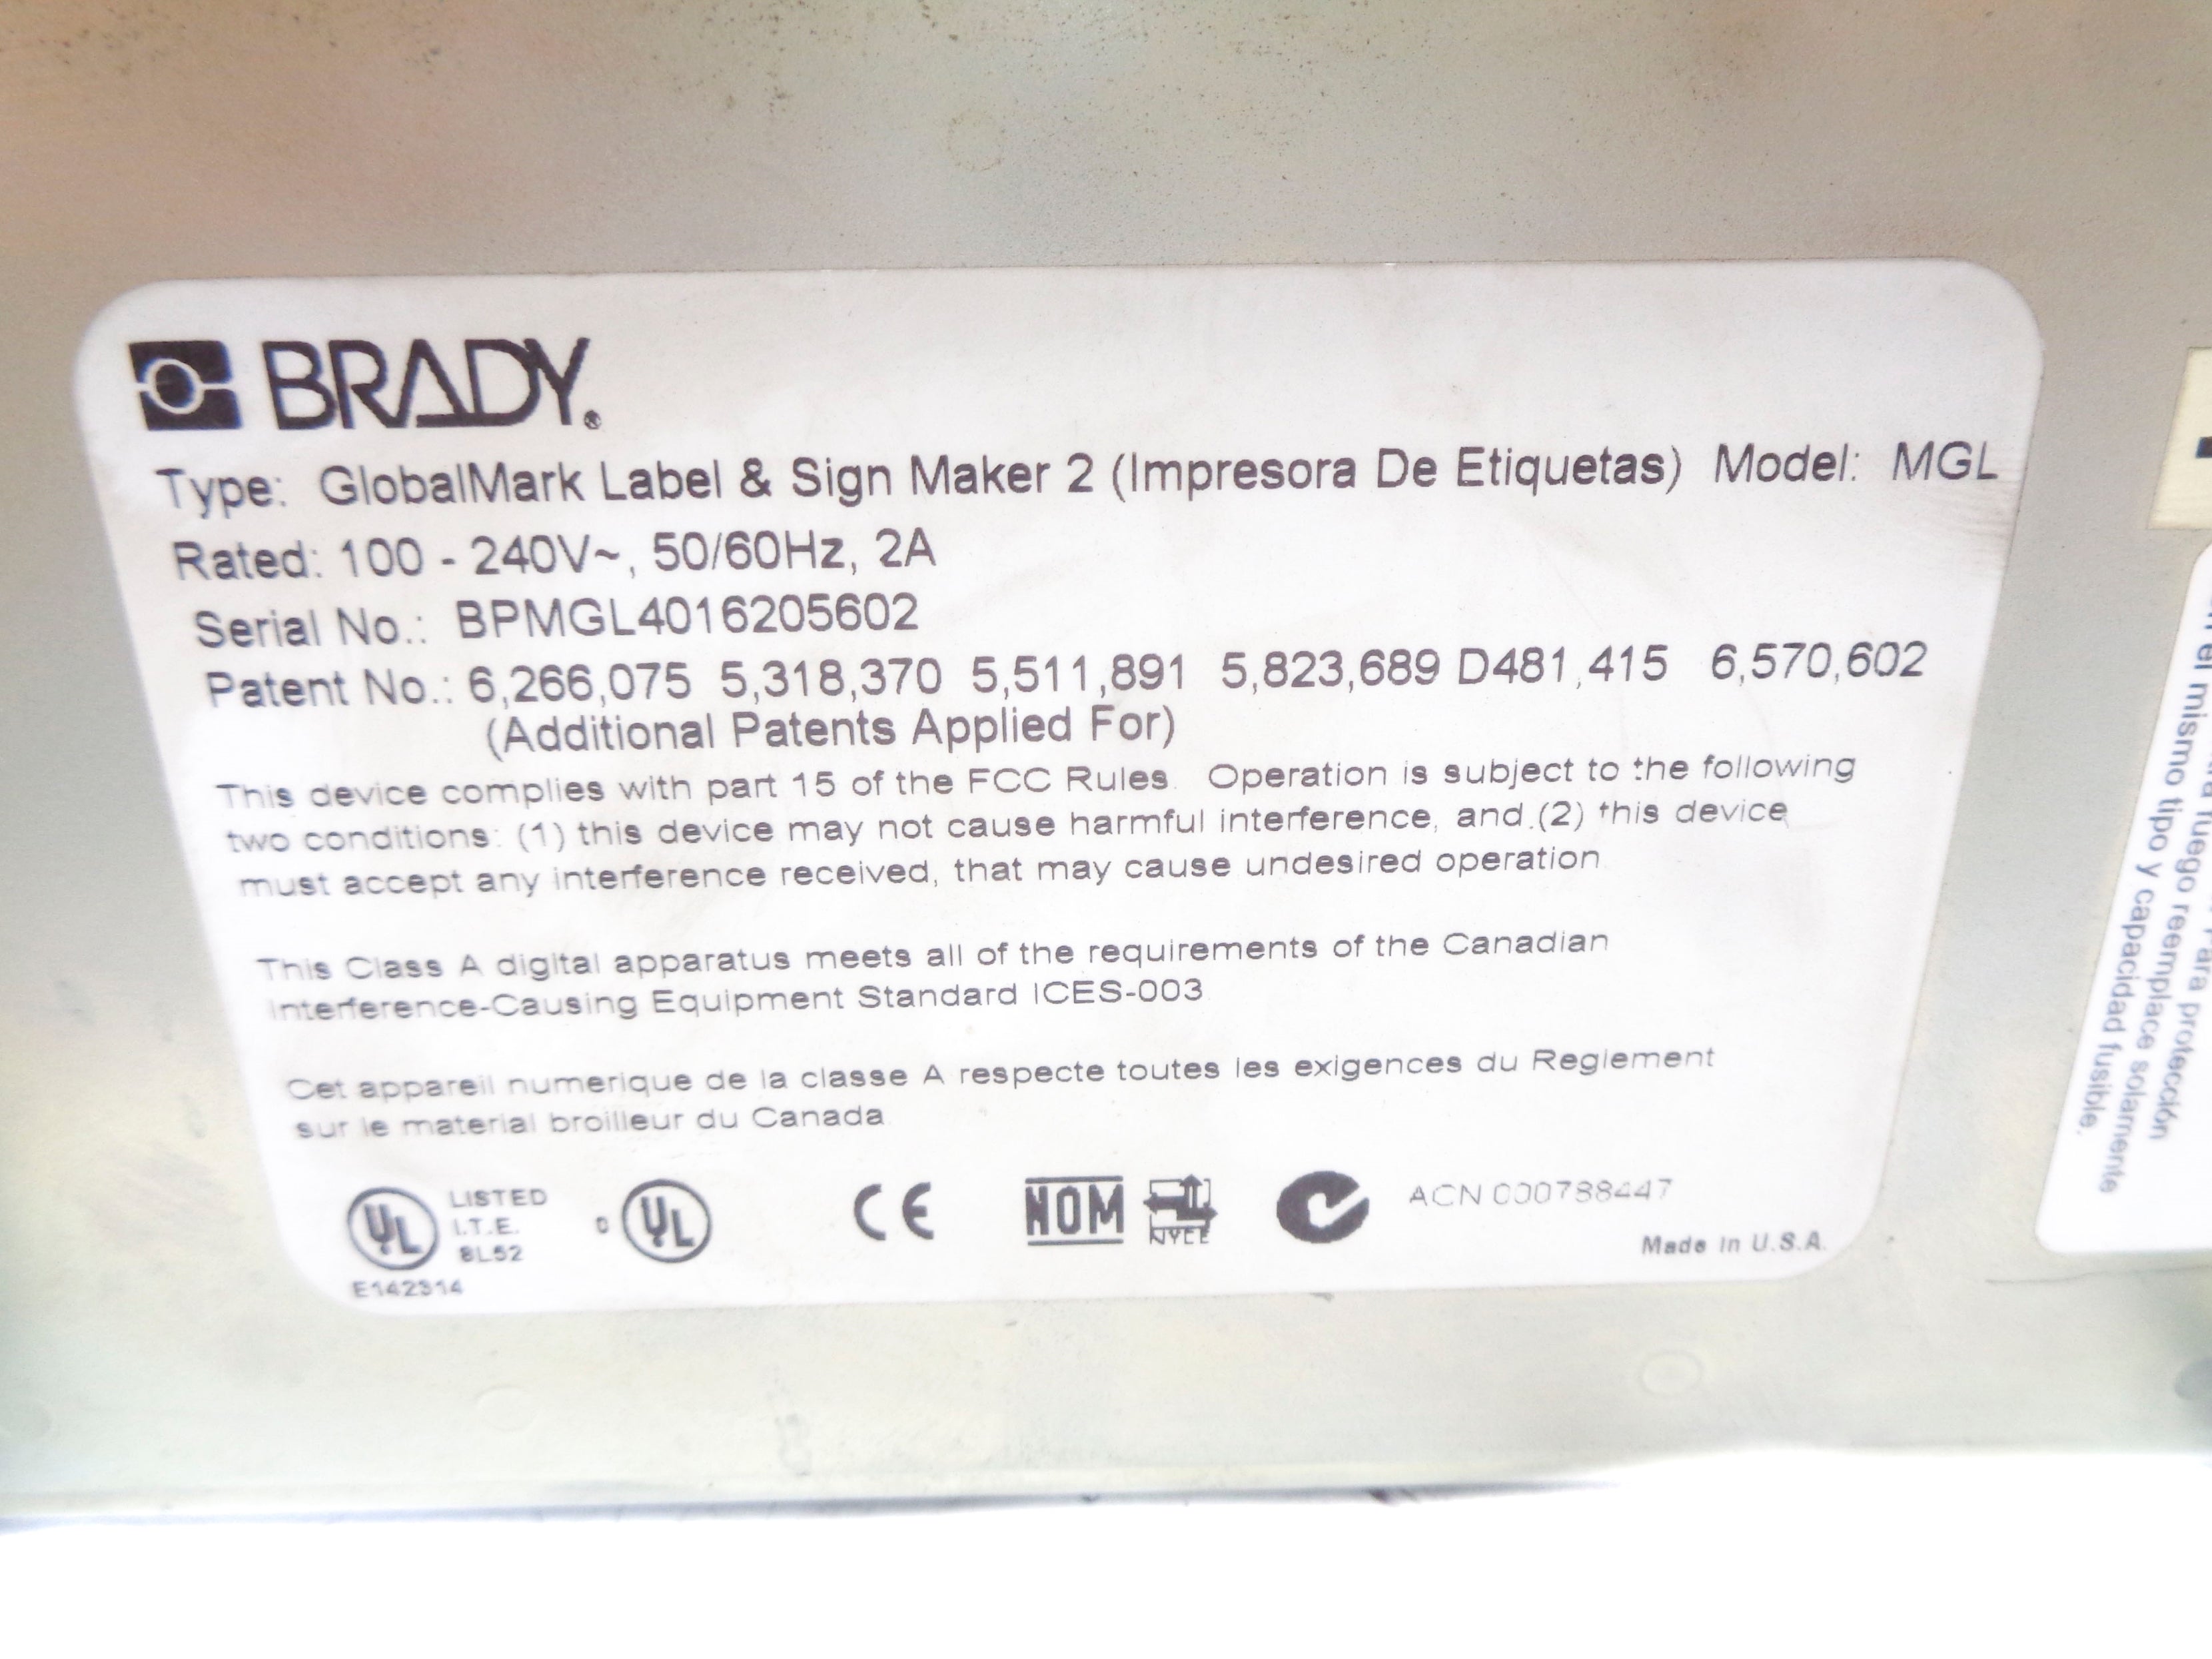 BRADY®
Type: GlobalMark Label & Sign Maker 2 (Impresora De Etiquetas) Model: MGL
Rated: 100 - 240V~, 50/60Hz, 2A
Serial No.: BPMGL4016205602
Patent No.: 6,266,075 5,318,370 5,511,891 5,823,689 D481,415 6,570,602
(Additional Patents Applied For)
This device complies with part 15 of the FCC Rules. Operation is subject to the following
two conditions: (1) this device may not cause harmful interference, and (2) this device
must accept any interference received, that may cause undesired operation
This Class A digital apparatus meets all of the requirements of the Canadian
Interference-Causing Equipment Standard ICES-003
Cet appareil numerique de la classe A respecte toutes les exigences du Reglement
sur le material broilleur du Canada
UL LISTED
I.T.E.
8L52
E142314
c UL
CE
NOM
NYCE
ACN 000788447
Made in U.S.A.
fuego reemplace solamente
el mismo tipo y capacidad fusible.
Para protección